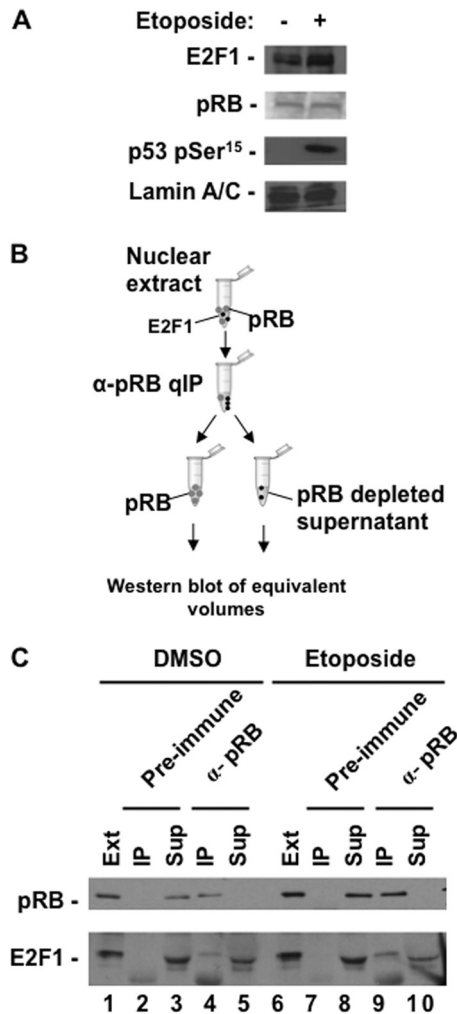 A
Etoposide: - +
E2F1 -
pRB -
p53 pSer¹⁵ -
Lamin A/C -
B
Nuclear
extract
E2F1
pRB
α-pRB qIP
pRB
pRB depleted
supernatant
Western blot of equivalent
volumes
C
DMSO Etoposide
Pre-immune α- pRB Pre-immune α- pRB
Ext IP Sup IP Sup Ext IP Sup IP Sup
pRB -
E2F1 -
1 2 3 4 5 6 7 8 9 10